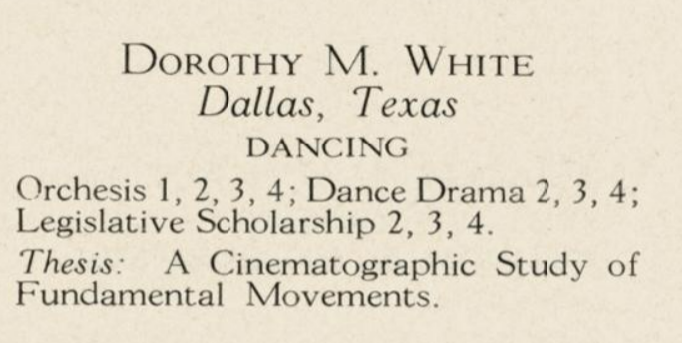 DOROTHY M. WHITE
Dallas, Texas
DANCING
Orchesis 1, 2, 3, 4; Dance Drama 2, 3, 4;
Legislative Scholarship 2, 3, 4.
Thesis: A Cinematographic Study of
Fundamental Movements.